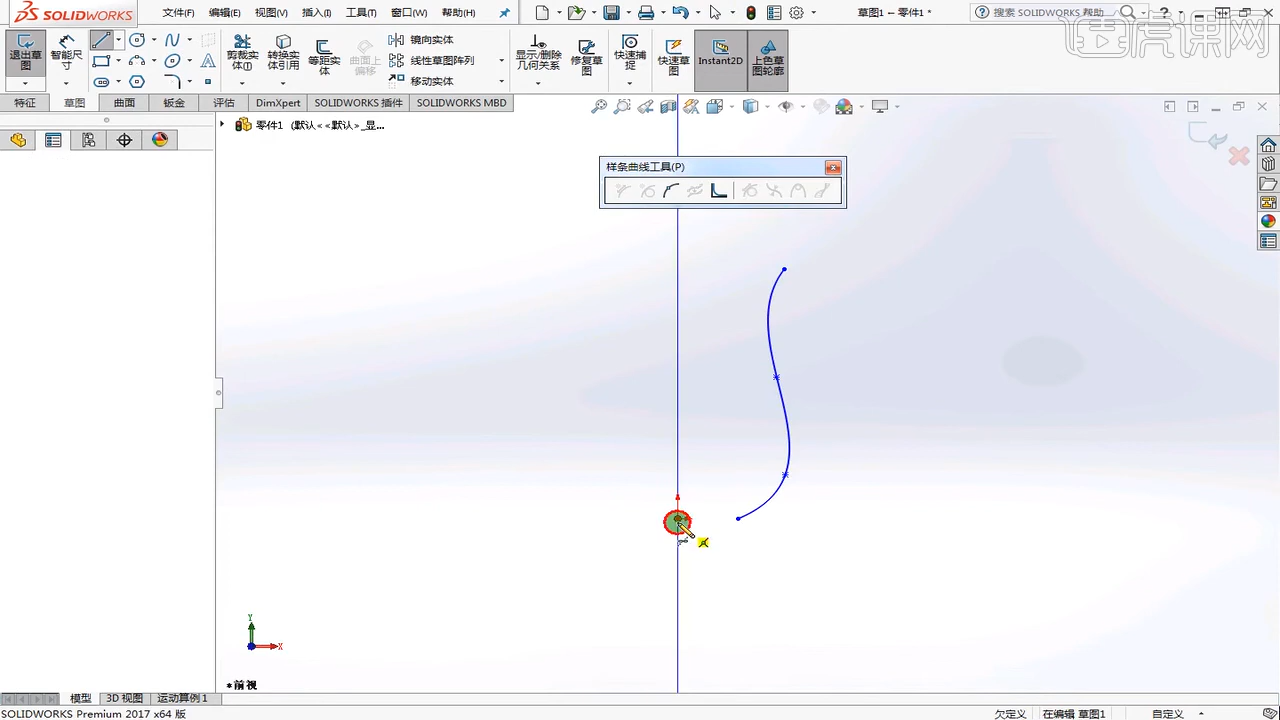 SOLIDWORKS 文件(F) 编辑(E) 视图(V) 插入(I) 工具(T) 窗口(W) 帮助(H) 草图1 - 零件1 * 搜索 SOLIDWORKS 帮助
虎课网
退出草图 智能尺寸 剪裁实体(T) 转换实体引用 等距实体 曲面上偏移 线性草图阵列 移动实体 显示/删除几何关系 修复草图 快速捕捉 快速草图 Instant2D 上色草图轮廓
特征 草图 曲面 钣金 评估 DimXpert SOLIDWORKS 插件 SOLIDWORKS MBD
零件1 (默认<<默认>_显...
样条曲线工具(P)
Y
X
*前视
模型 3D 视图 运动算例 1
SOLIDWORKS Premium 2017 x64 版 欠定义 在编辑 草图1 自定义